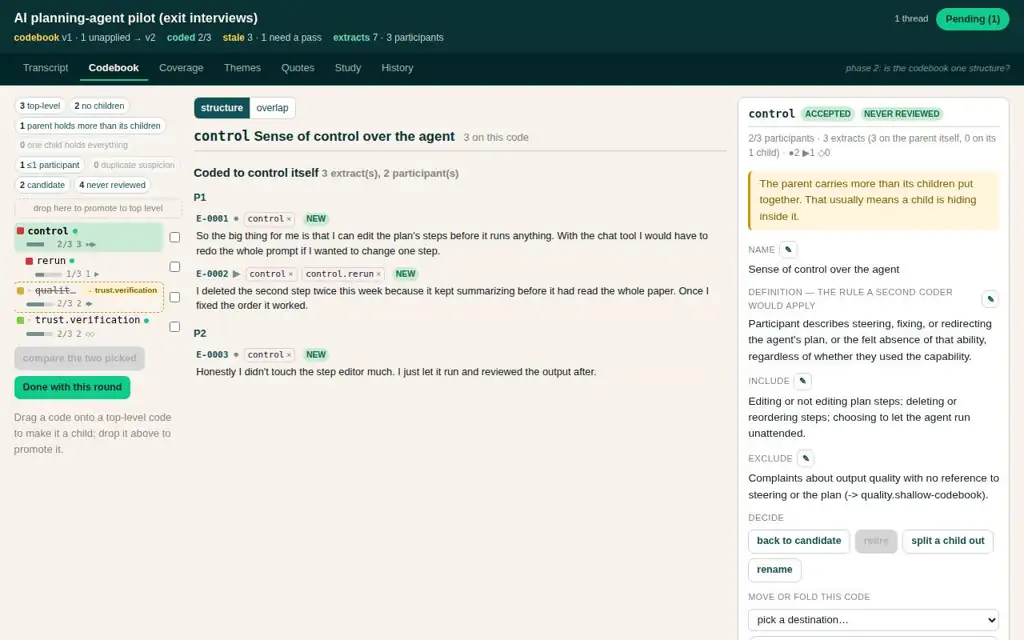 AI planning-agent pilot (exit interviews)
1 thread
Pending (1)
codebook v1 · 1 unapplied → v2 coded 2/3 stale 3 · 1 need a pass extracts 7 · 3 participants
Transcript Codebook Coverage Themes Quotes Study History
phase 2: is the codebook one structure?
3 top-level 2 no children
1 parent holds more than its children
0 one child holds everything
1 ≤1 participant 0 duplicate suspicion
2 candidate 4 never reviewed
drop here to promote to top level
control
2/3 3
rerun
1/3 1
qualit… → trust.verification
2/3 2
trust.verification
2/3 2
compare the two picked
Done with this round
Drag a code onto a top-level code
to make it a child; drop it above to
promote it.
structure overlap
control Sense of control over the agent 3 on this code
Coded to control itself 3 extract(s), 2 participant(s)
P1
E-0001 control × NEW
So the big thing for me is that I can edit the plan's steps before it runs anything. With the chat tool I would have to
redo the whole prompt if I wanted to change one step.
E-0002 control × control.rerun × NEW
I deleted the second step twice this week because it kept summarizing before it had read the whole paper. Once I
fixed the order it worked.
P2
E-0003 control × NEW
Honestly I didn't touch the step editor much. I just let it run and reviewed the output after.
control ACCEPTED NEVER REVIEWED
2/3 participants · 3 extracts (3 on the parent itself, 0 on its
1 child) · ●2 ▶1 ◇0
The parent carries more than its children put
together. That usually means a child is hiding
inside it.
NAME
Sense of control over the agent
DEFINITION — THE RULE A SECOND CODER
WOULD APPLY
Participant describes steering, fixing, or redirecting
the agent's plan, or the felt absence of that ability,
regardless of whether they used the capability.
INCLUDE
Editing or not editing plan steps; deleting or
reordering steps; choosing to let the agent run
unattended.
EXCLUDE
Complaints about output quality with no reference to
steering or the plan (-> quality.shallow-codebook).
DECIDE
back to candidate retire split a child out
rename
MOVE OR FOLD THIS CODE
pick a destination…